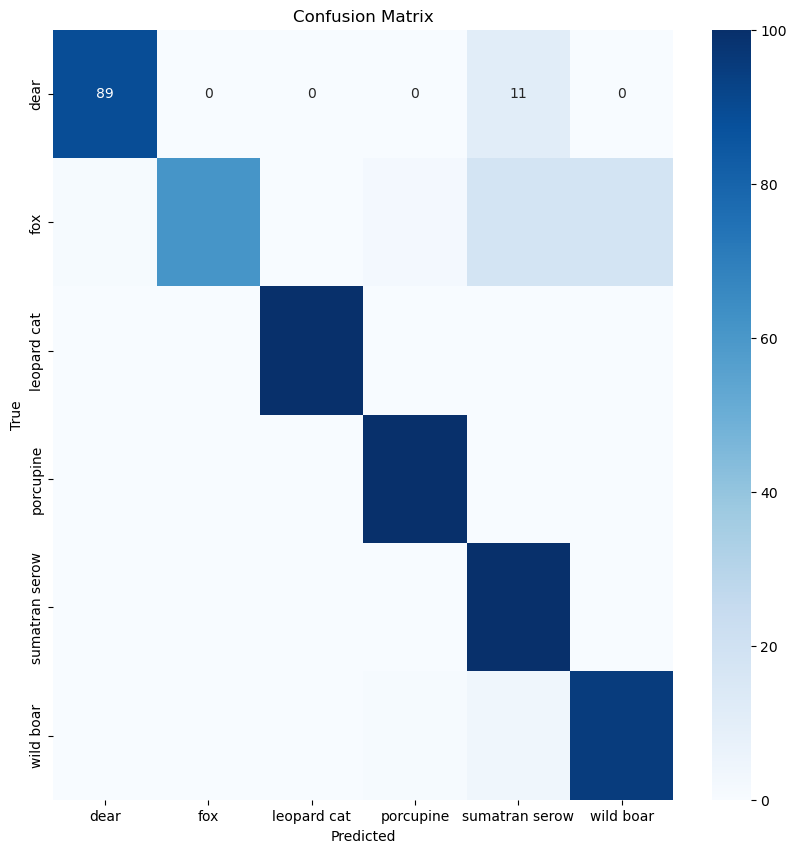 Confusion Matrix
dear
89 0 0 0 11 0
fox
leopard cat
porcupine
sumatran serow
wild boar
True
dear fox leopard cat porcupine sumatran serow wild boar
Predicted
100
80
60
40
20
0